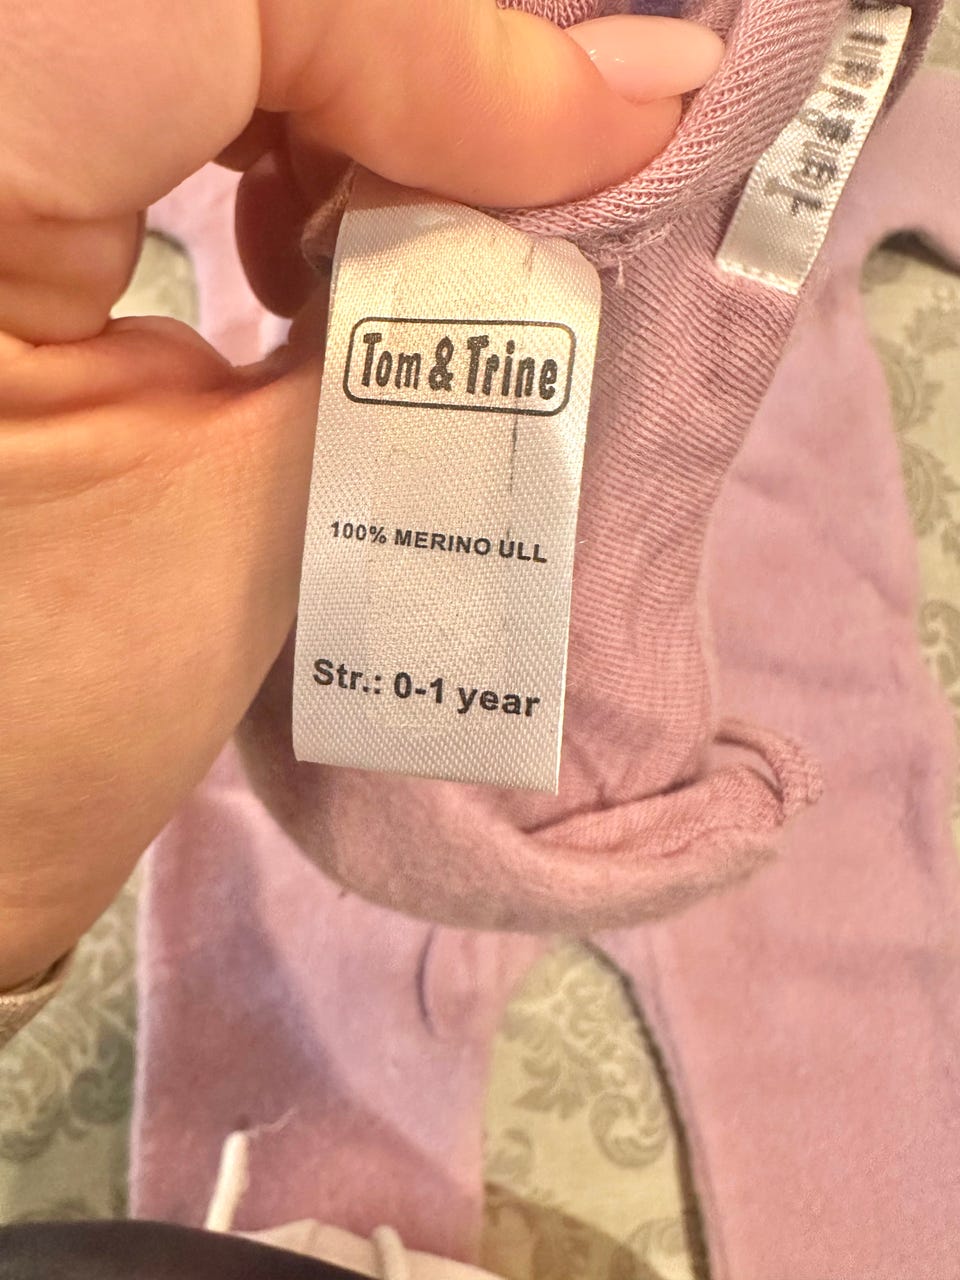 Tom & Trine
100% MERINO ULL
Str.: 0-1 year